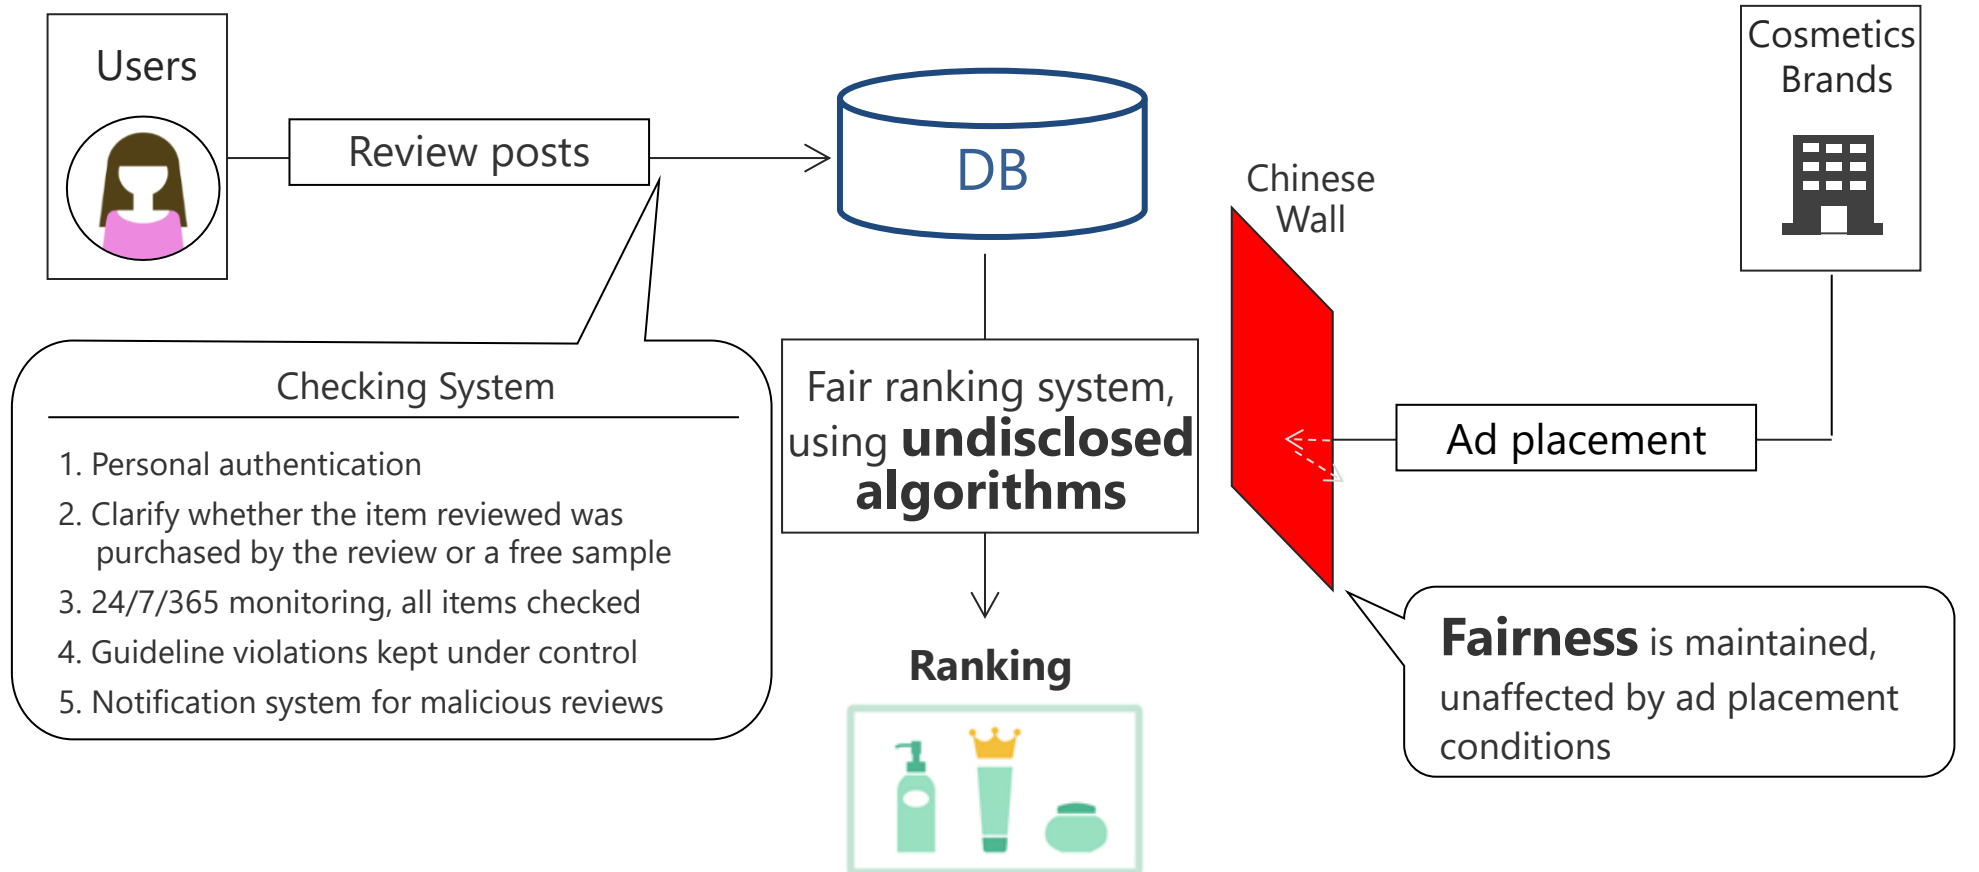 Users
Review posts
DB
Cosmetics
Brands
Chinese
Wall
Checking System
1. Personal authentication
2. Clarify whether the item reviewed was
purchased by the review or a free sample
3. 24/7/365 monitoring, all items checked
4. Guideline violations kept under control
5. Notification system for malicious reviews
Fair ranking system,
using undisclosed
algorithms
Ad placement
Ranking
Fairness is maintained,
unaffected by ad placement
conditions